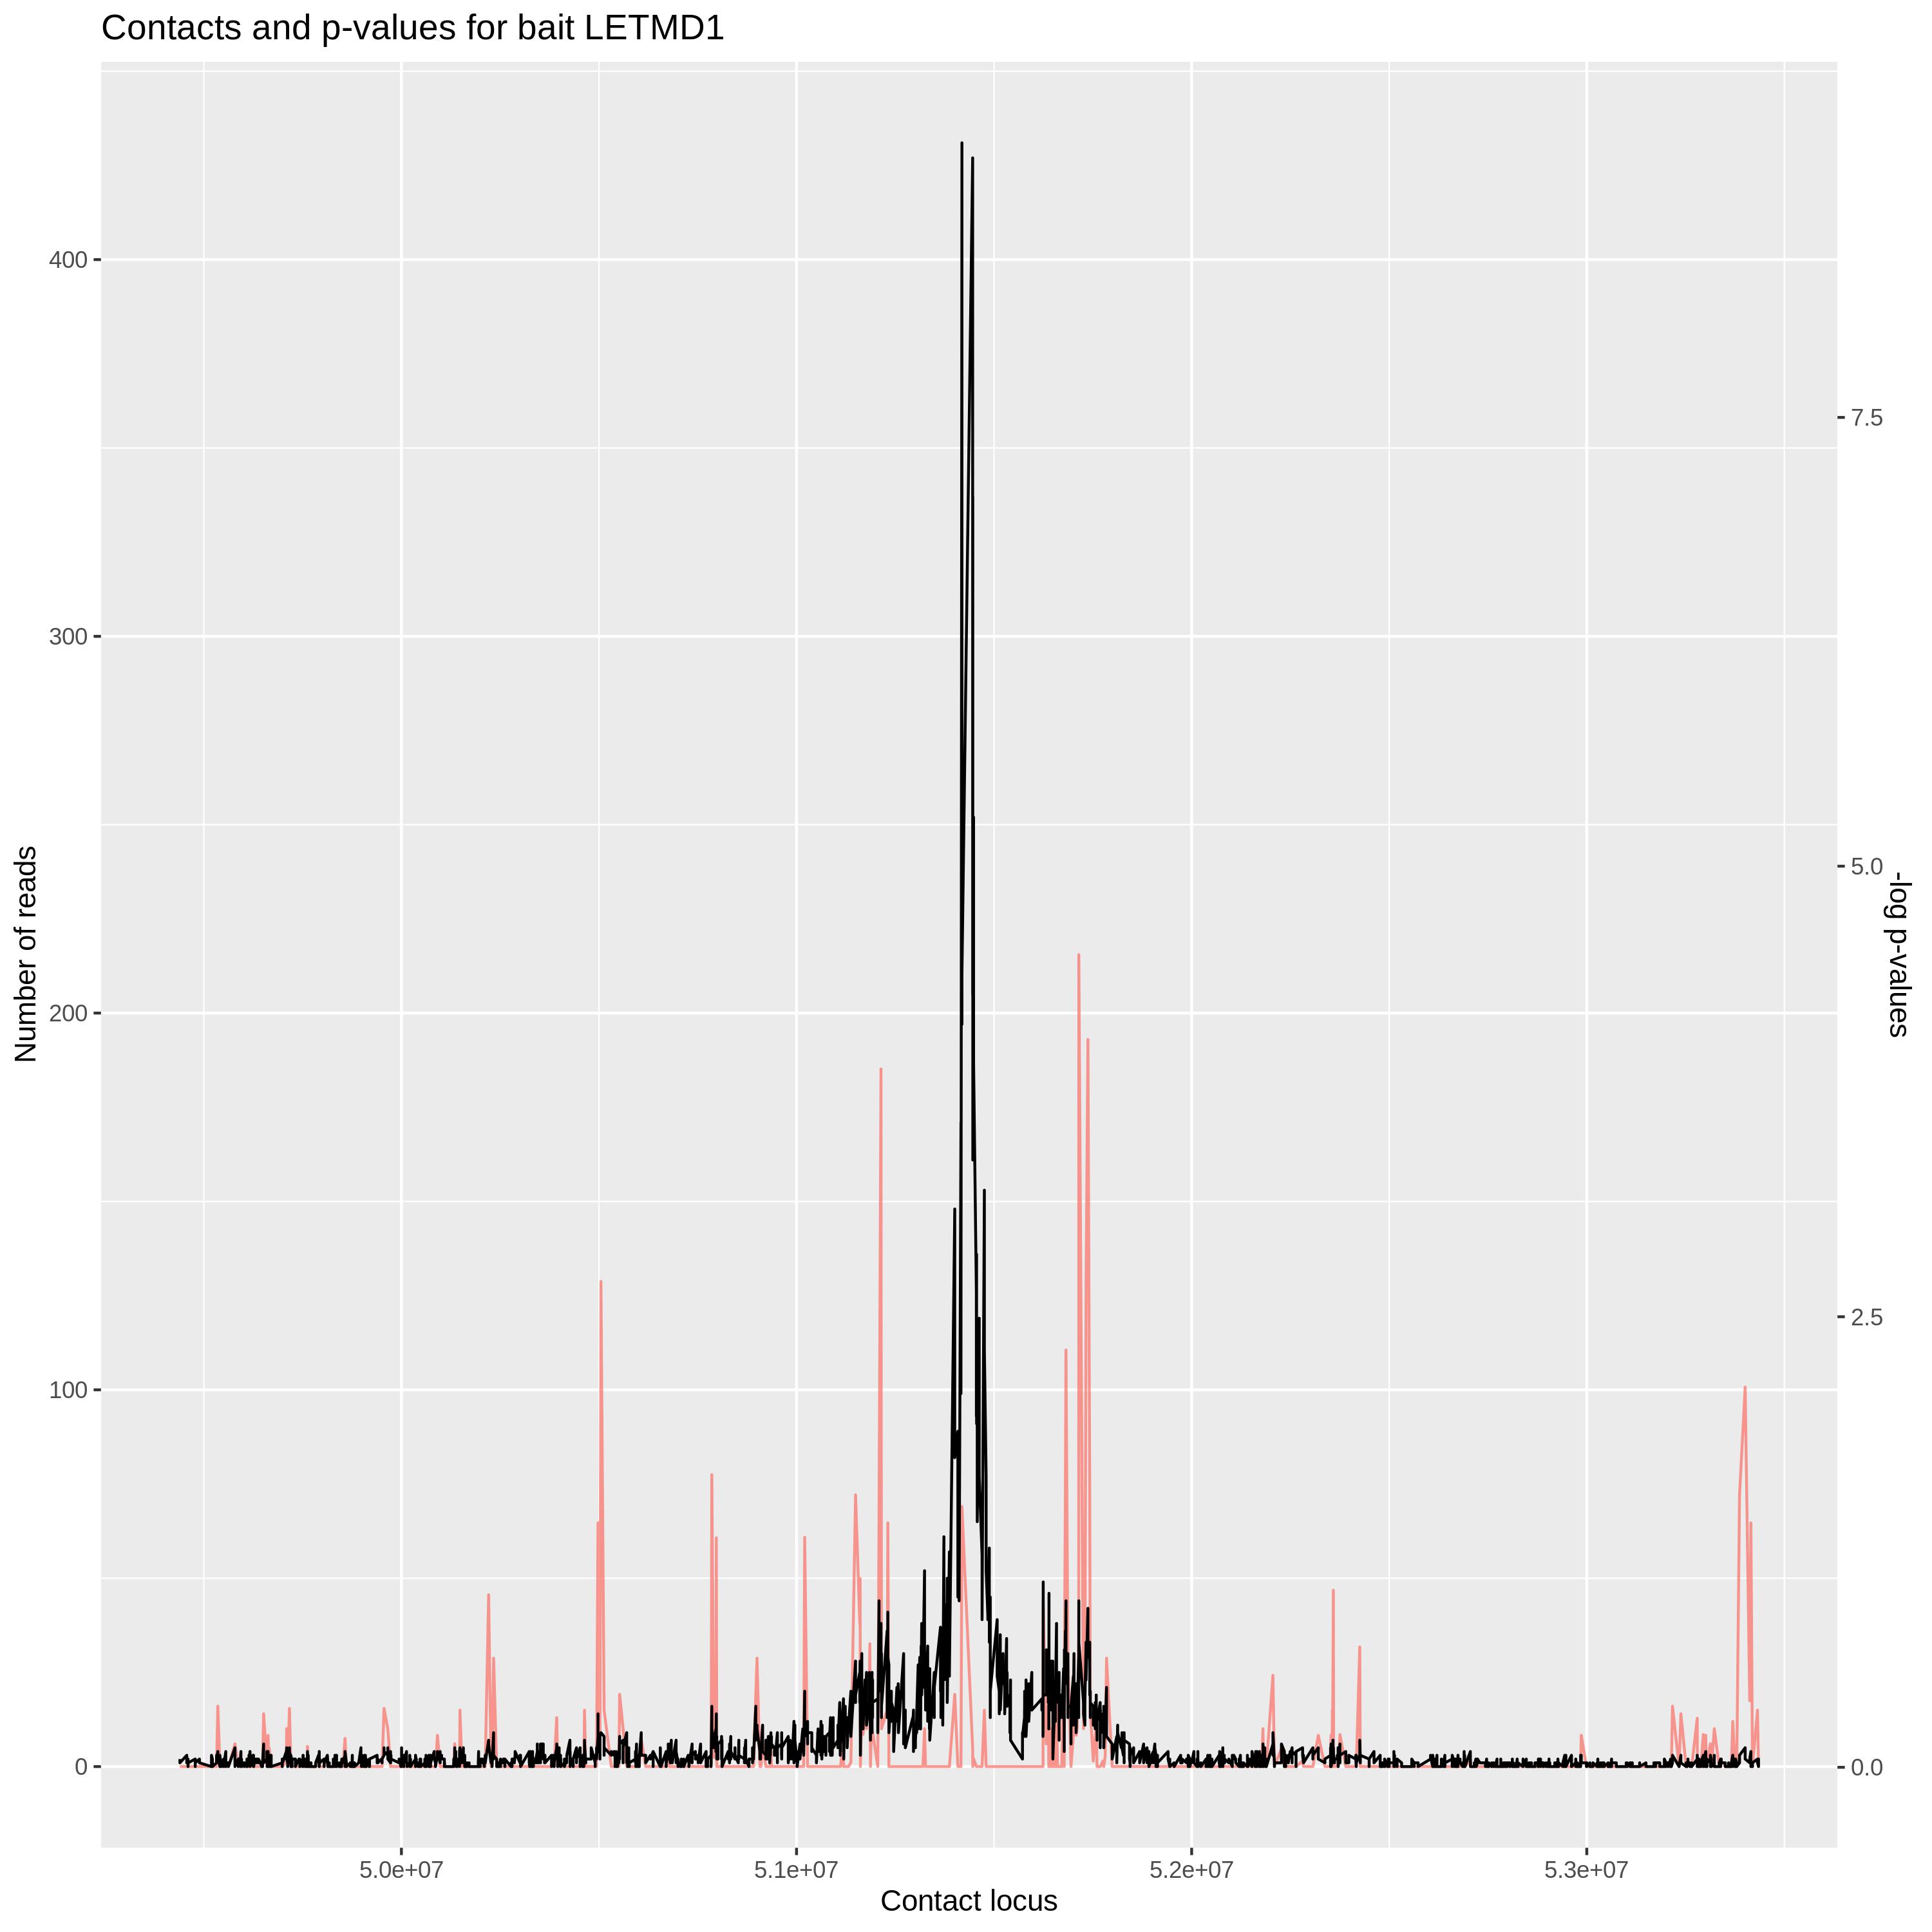 Contacts and p-values for bait LETMD1
400
300
200
100
0
Number of reads
7.5
5.0
2.5
0.0
-log p-values
5.0e+07
5.1e+07
5.2e+07
5.3e+07
Contact locus